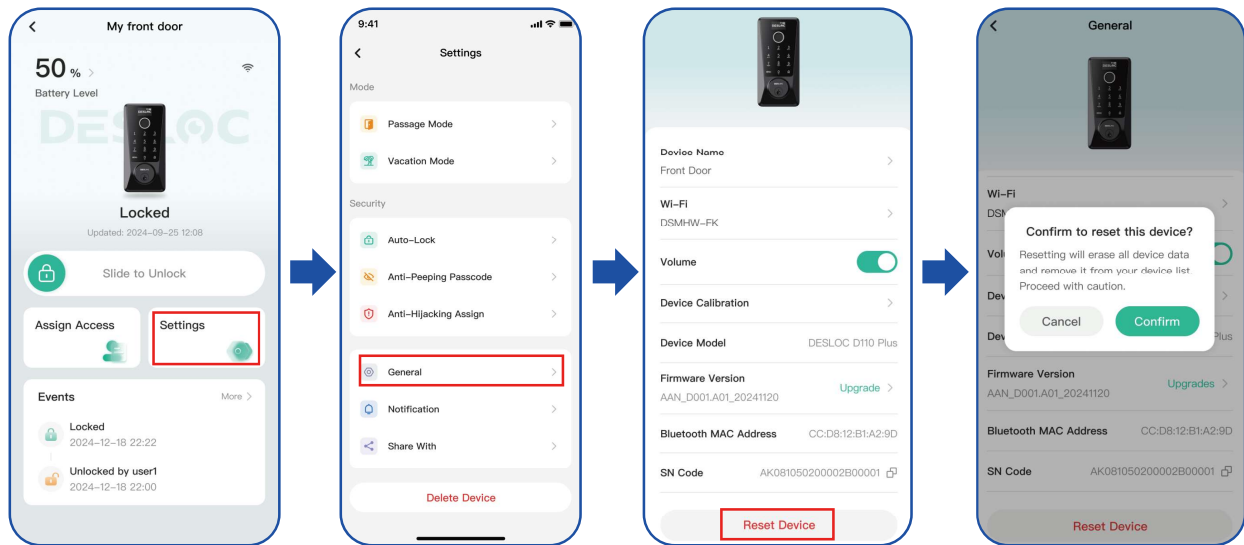 My front door
50 %
Battery Level
DESLOC
Locked
Updated: 2024-09-25 12:08
Slide to Unlock
Assign Access
Settings
Events
More
Locked
2024-12-18 22:22
Unlocked by user1
2024-12-18 22:00
9:41
Settings
Mode
Passage Mode
Vacation Mode
Security
Auto-Lock
Anti-Peeping Passcode
Anti-Hijacking Assign
General
Notification
Share With
Delete Device
Device Name
Front Door
Wi-Fi
DSMHW-FK
Volume
Device Calibration
Device Model DESLOC D110 Plus
Firmware Version
AAN_D001.A01_20241120
Upgrade
Bluetooth MAC Address CC:D8:12:B1:A2:9D
SN Code AK081050200002B00001
Reset Device
General
Wi-Fi
DSM
Confirm to reset this device?
Resetting will erase all device data
and remove it from your device list.
Proceed with caution.
Cancel
Confirm
Volu
Dev
Dev
Plus
Firmware Version
AAN_D001.A01_20241120
Upgrades
Bluetooth MAC Address CC:D8:12:B1:A2:9D
SN Code AK081050200002B00001
Reset Device